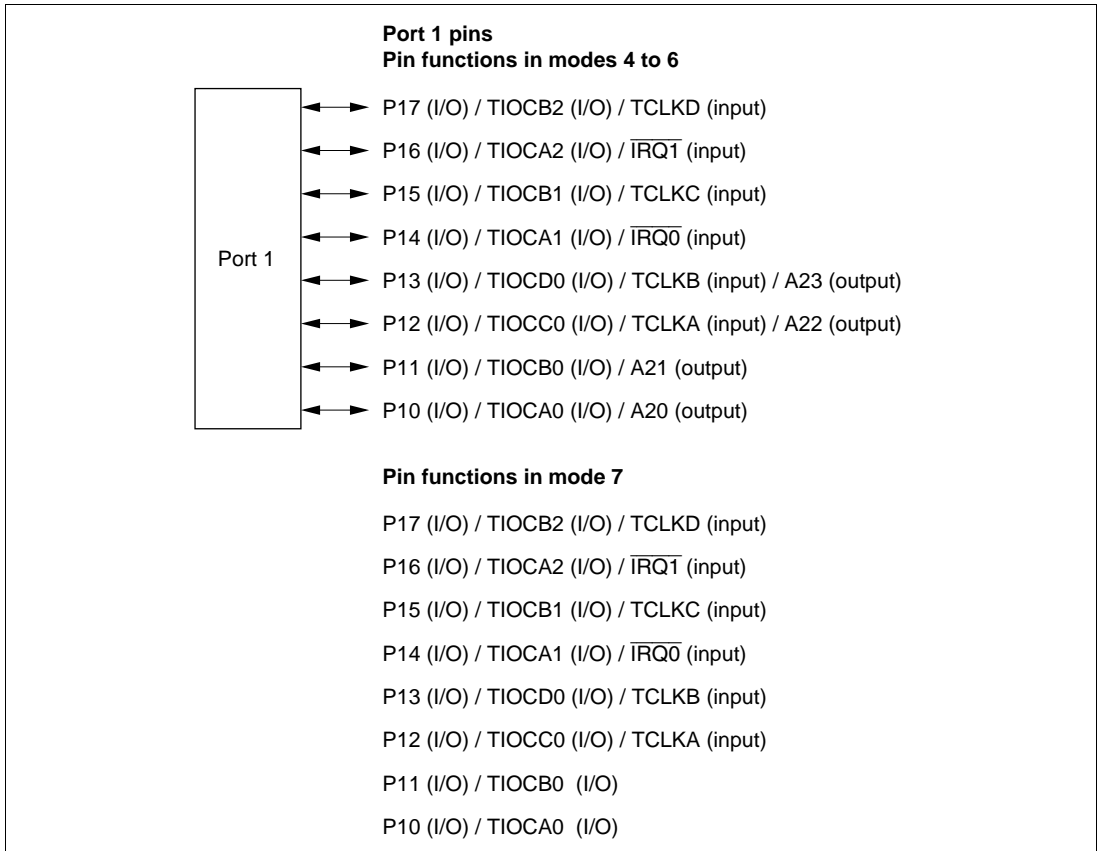 Port 1 pins
Pin functions in modes 4 to 6
P17 (I/O) / TIOCB2 (I/O) / TCLKD (input)
P16 (I/O) / TIOCA2 (I/O) / I̅R̅Q̅1̅ (input)
P15 (I/O) / TIOCB1 (I/O) / TCLKC (input)
P14 (I/O) / TIOCA1 (I/O) / I̅R̅Q̅0̅ (input)
Port 1
P13 (I/O) / TIOCD0 (I/O) / TCLKB (input) / A23 (output)
P12 (I/O) / TIOCC0 (I/O) / TCLKA (input) / A22 (output)
P11 (I/O) / TIOCB0 (I/O) / A21 (output)
P10 (I/O) / TIOCA0 (I/O) / A20 (output)
Pin functions in mode 7
P17 (I/O) / TIOCB2 (I/O) / TCLKD (input)
P16 (I/O) / TIOCA2 (I/O) / I̅R̅Q̅1̅ (input)
P15 (I/O) / TIOCB1 (I/O) / TCLKC (input)
P14 (I/O) / TIOCA1 (I/O) / I̅R̅Q̅0̅ (input)
P13 (I/O) / TIOCD0 (I/O) / TCLKB (input)
P12 (I/O) / TIOCC0 (I/O) / TCLKA (input)
P11 (I/O) / TIOCB0 (I/O)
P10 (I/O) / TIOCA0 (I/O)